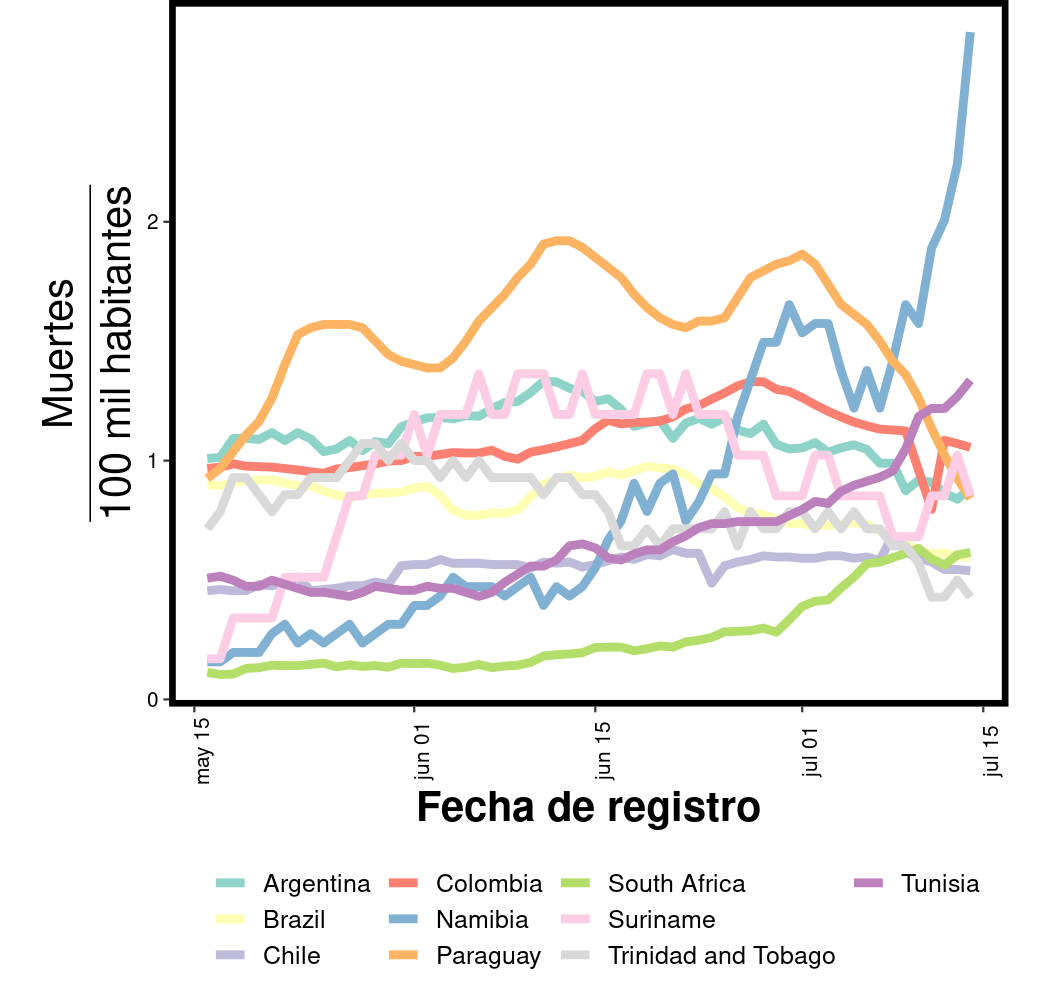 Muertes
100 mil habitantes
2
1
0
may 15
jun 01
jun 15
jul 01
jul 15
Fecha de registro
Argentina
Colombia
South Africa
Tunisia
Brazil
Namibia
Suriname
Chile
Paraguay
Trinidad and Tobago